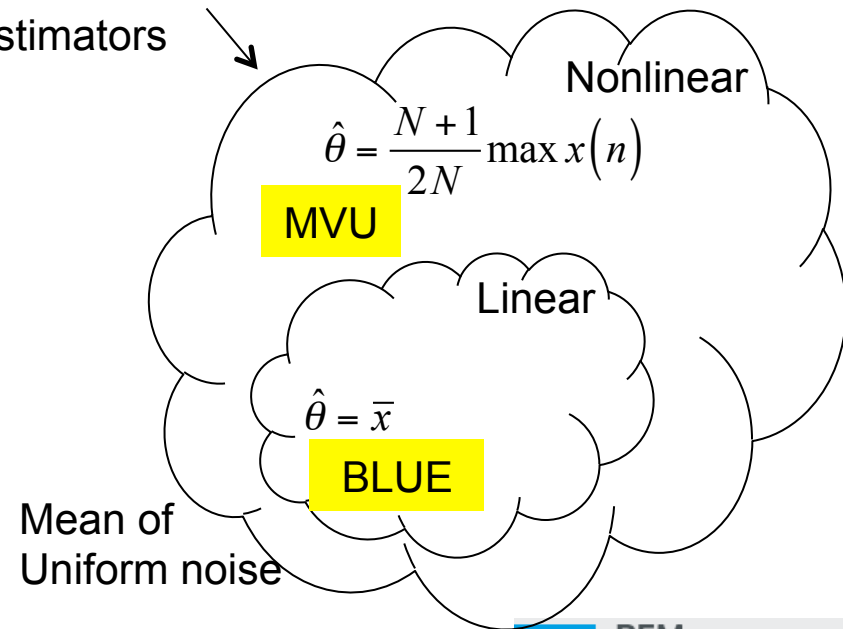 stimators
Nonlinear
θ̂ = N + 1 / 2N max x(n)
MVU
Linear
θ̂ = x̄
BLUE
Mean of
Uniform noise